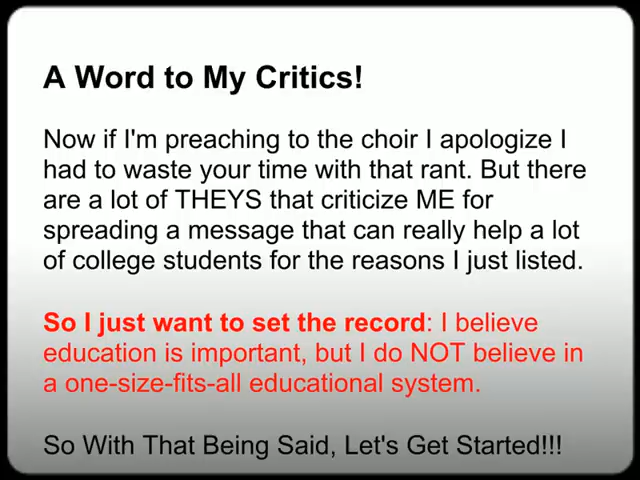 A Word to My Critics!
Now if I'm preaching to the choir I apologize I
had to waste your time with that rant. But there
are a lot of THEYS that criticize ME for
spreading a message that can really help a lot
of college students for the reasons I just listed.
So I just want to set the record: I believe
education is important, but I do NOT believe in
a one-size-fits-all educational system.
So With That Being Said, Let's Get Started!!!